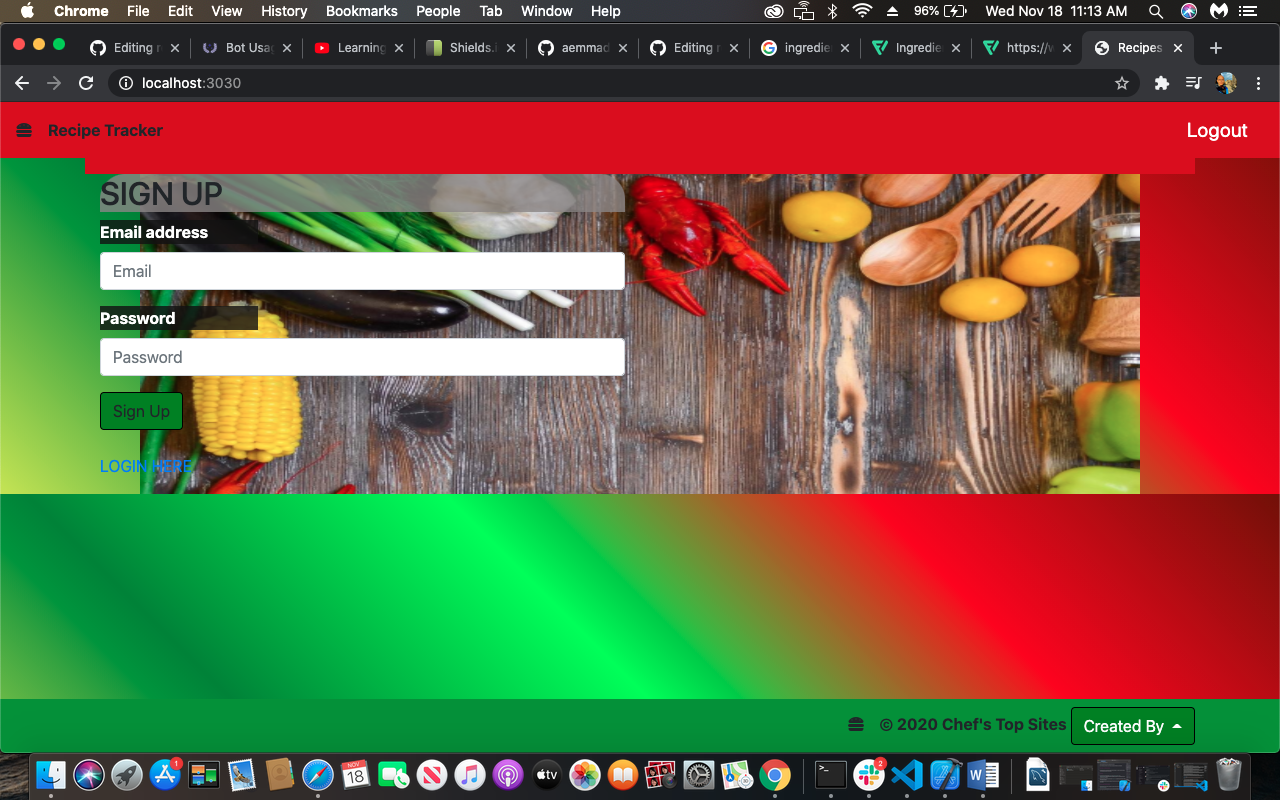 Chrome File Edit View History Bookmarks People Tab Window Help 96% Wed Nov 18 11:13 AM
Editing r Bot Usag Learning Shields.i aemmad Editing r ingredie Ingredie https://w Recipes
localhost:3030
Recipe Tracker Logout
SIGN UP
Email address
Email
Password
Password
Sign Up
LOGIN HERE
© 2020 Chef's Top Sites Created By
1 NOV 18 tv 2 W